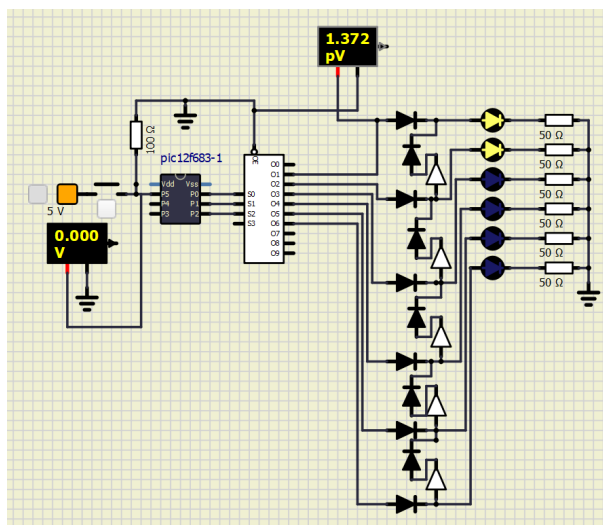 1.372
pV
100 Ω
pic12f683-1
Vdd Vss
P5 P0
P4 P1
P3 P2
5 V
0.000
V
OE
S0
S1
S2
S3
O0
O1
O2
O3
O4
O5
O6
O7
O8
O9
50 Ω
50 Ω
50 Ω
50 Ω
50 Ω
50 Ω